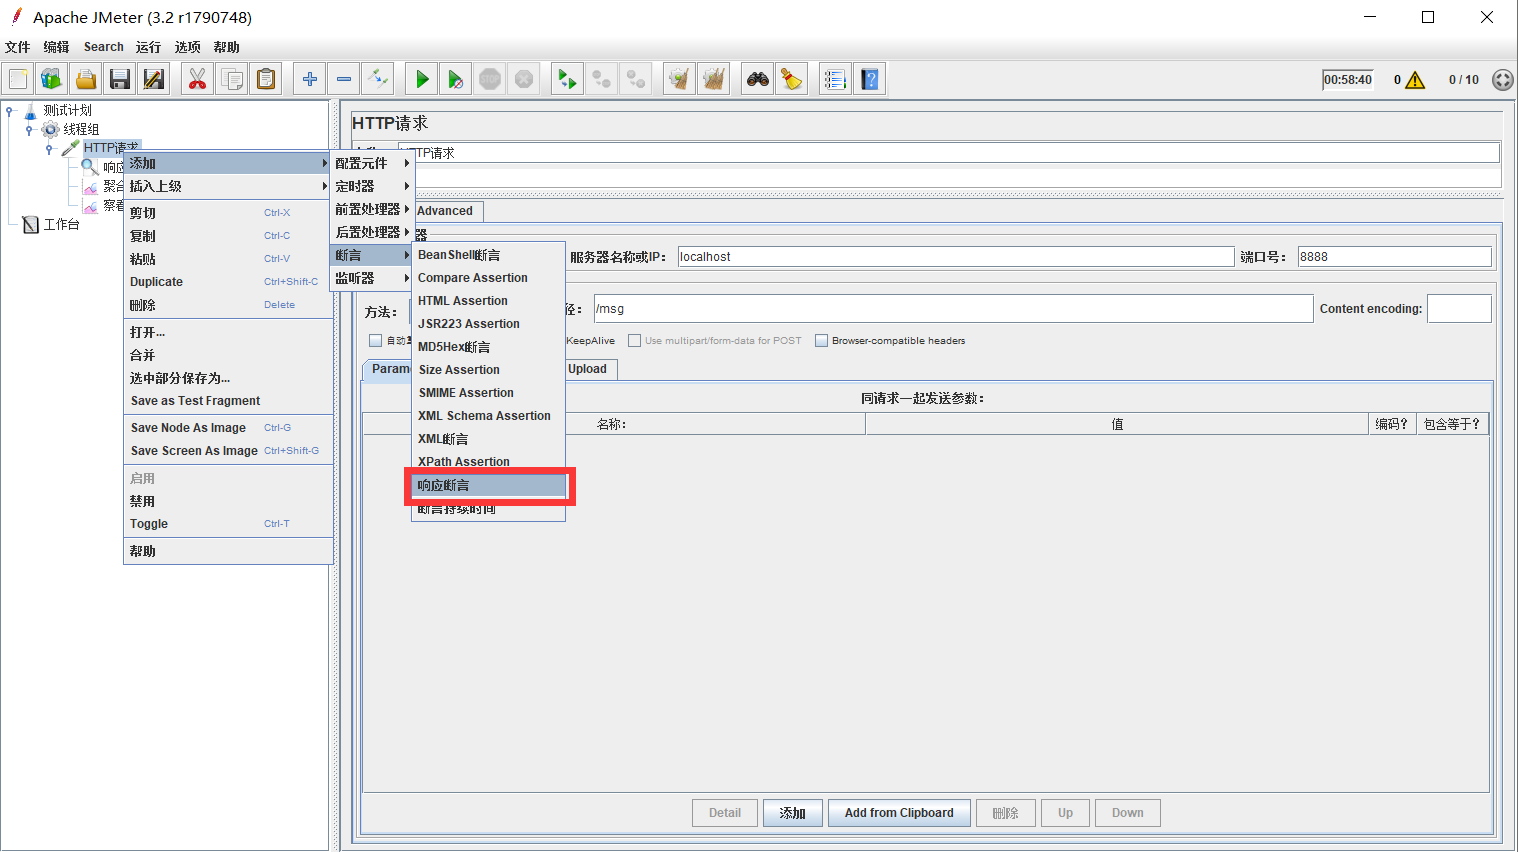 Apache JMeter (3.2 r1790748)
文件 编辑 Search 运行 选项 帮助
00:58:40 0 0 / 10
测试计划
线程组
HTTP请求
响应
聚合
察看
工作台
添加
插入上级
剪切 Ctrl-X
复制 Ctrl-C
粘贴 Ctrl-V
Duplicate Ctrl+Shift-C
删除 Delete
打开...
合并
选中部分保存为...
Save as Test Fragment
Save Node As Image Ctrl-G
Save Screen As Image Ctrl+Shift-G
启用
禁用
Toggle Ctrl-T
帮助
配置元件
定时器
前置处理器
后置处理器
断言
监听器
BeanShell断言
Compare Assertion
HTML Assertion
JSR223 Assertion
MD5Hex断言
Size Assertion
SMIME Assertion
XML Schema Assertion
XML断言
XPath Assertion
响应断言
断言持续时间
HTTP请求
HTTP请求
Advanced
器
服务器名称或IP: localhost 端口号: 8888
方法: 径: /msg Content encoding:
自动 KeepAlive Use multipart/form-data for POST Browser-compatible headers
Param Upload
同请求一起发送参数:
名称: 值 编码? 包含等于?
Detail 添加 Add from Clipboard 删除 Up Down